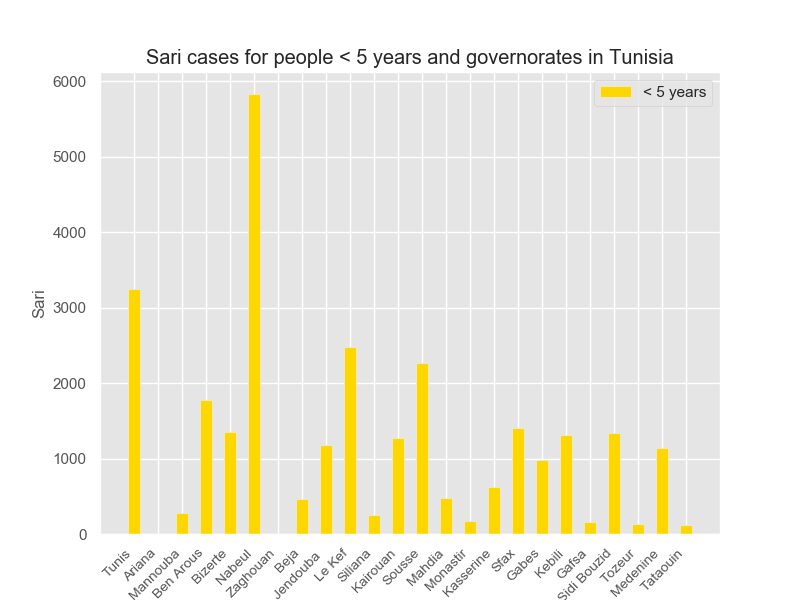 Sari cases for people < 5 years and governorates in Tunisia
< 5 years
6000
5000
4000
3000
2000
1000
0
Sari
Tunis
Ariana
Mannouba
Ben Arous
Bizerte
Nabeul
Zaghouan
Beja
Jendouba
Le Kef
Siliana
Kairouan
Sousse
Mahdia
Monastir
Kasserine
Sfax
Gabes
Kebili
Gafsa
Sidi Bouzid
Tozeur
Medenine
Tataouin